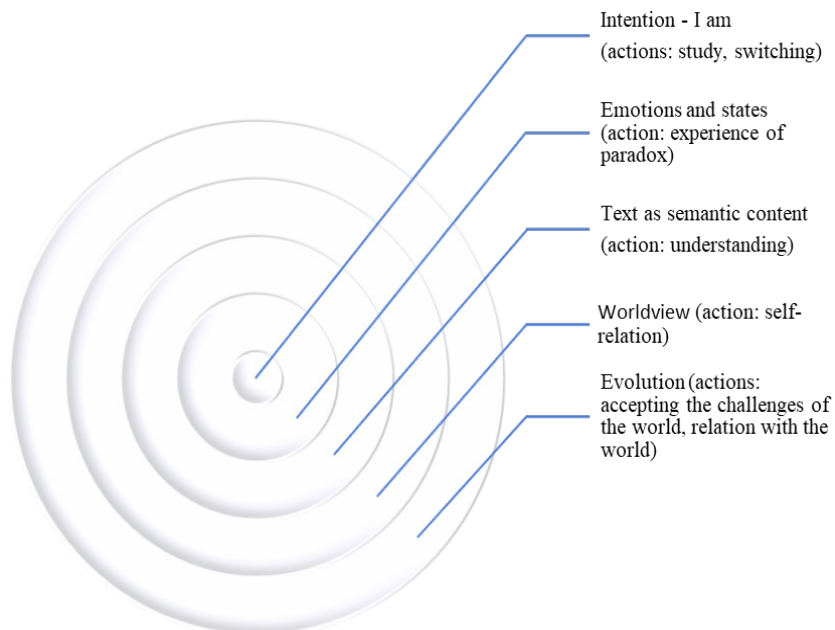 Intention - I am
(actions: study, switching)
Emotions and states
(action: experience of
paradox)
Text as semantic content
(action: understanding)
Worldview (action: self-
relation)
Evolution (actions:
accepting the challenges of
the world, relation with the
world)